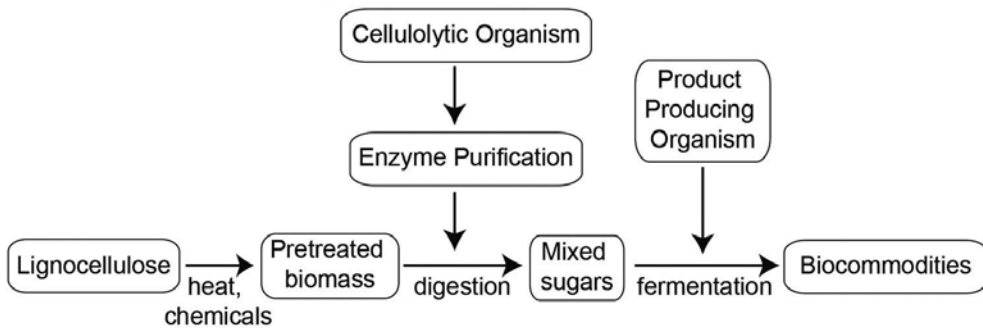 Cellulolytic Organism
Product
Producing
Organism
Enzyme Purification
Lignocellulose
heat,
chemicals
Pretreated
biomass
digestion
Mixed
sugars
fermentation
Biocommodities